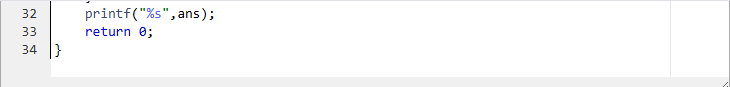 32 printf("%s",ans);
33 return 0;
34 }